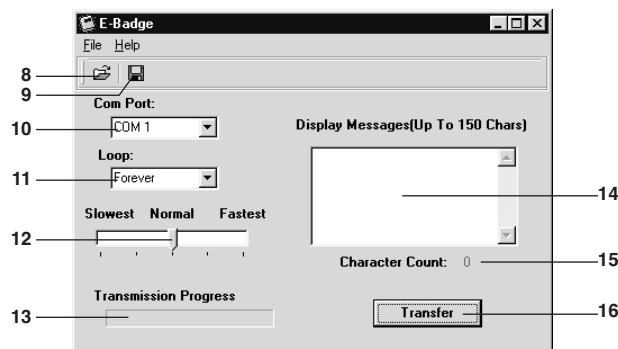 E-Badge
File Help
8
9
Com Port:
10 COM 1
Display Messages(Up To 150 Chars)
Loop:
11 Forever
14
Slowest Normal Fastest
12
Character Count: 0 15
Transmission Progress
13
Transfer 16